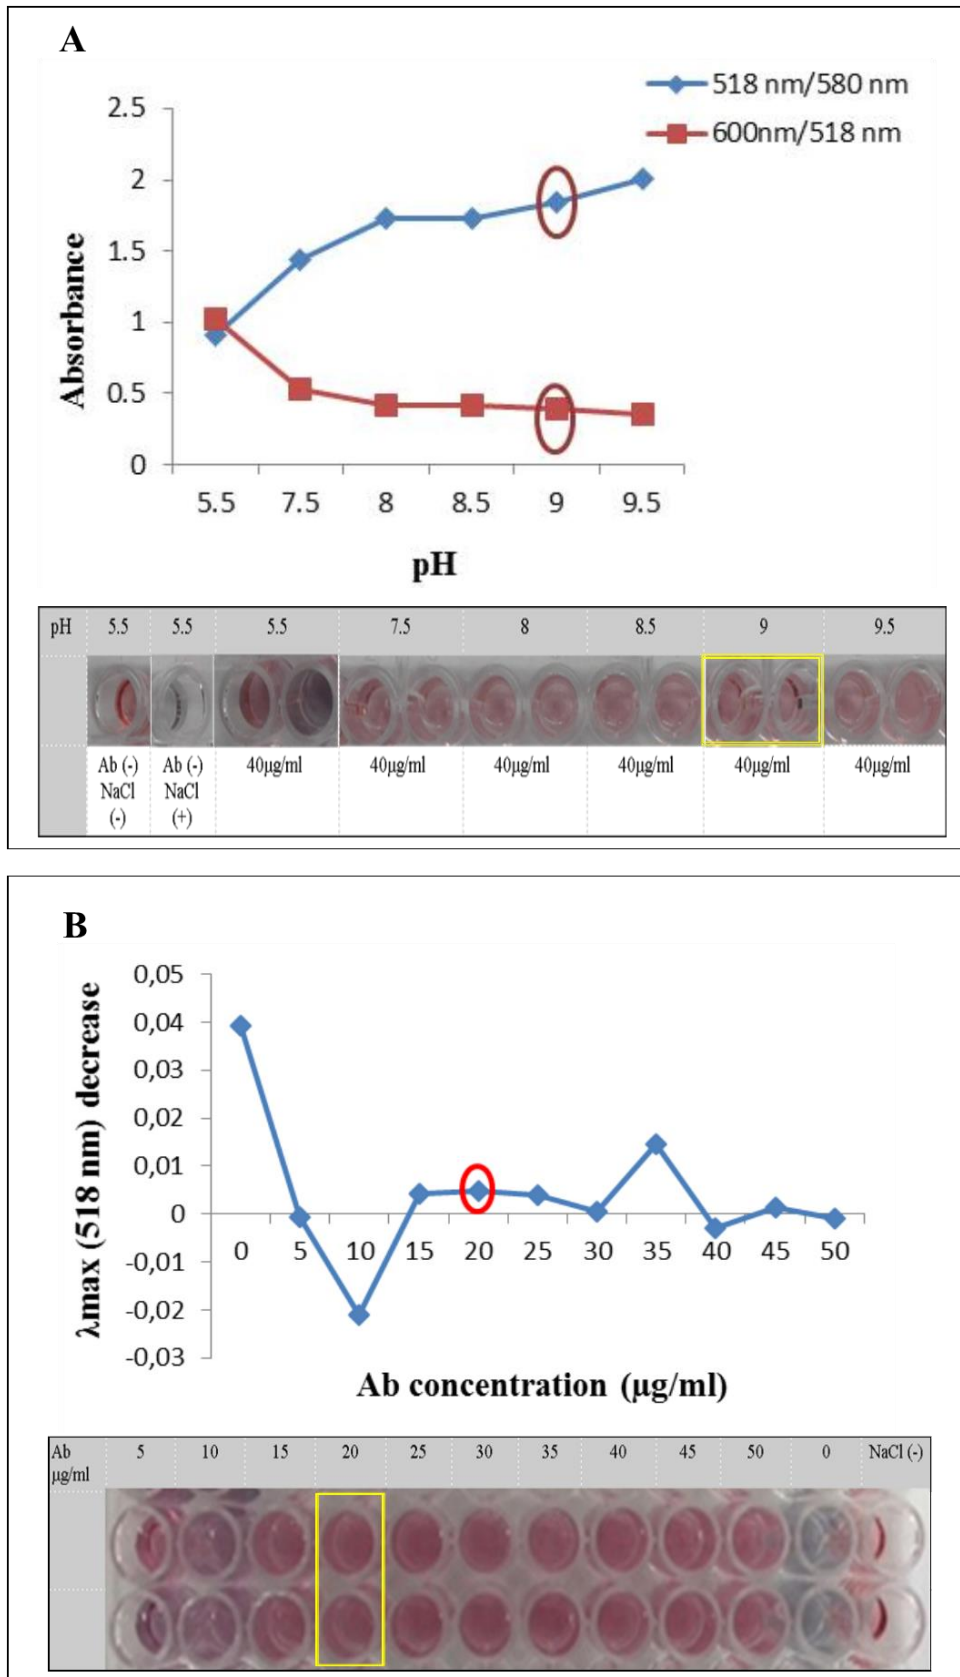 A
518 nm/580 nm
600nm/518 nm
2.5
2
1.5
1
0.5
0
Absorbance
5.5 7.5 8 8.5 9 9.5
pH
pH 5.5 5.5 5.5 7.5 8 8.5 9 9.5
Ab (-) Ab (-) 40µg/ml 40µg/ml 40µg/ml 40µg/ml 40µg/ml 40µg/ml
NaCl NaCl
(-) (+)
B
0,05
0,04
0,03
0,02
0,01
0
-0,01
-0,02
-0,03
λmax (518 nm) decrease
0 5 10 15 20 25 30 35 40 45 50
Ab concentration (µg/ml)
Ab 5 10 15 20 25 30 35 40 45 50 0 NaCl (-)
µg/ml